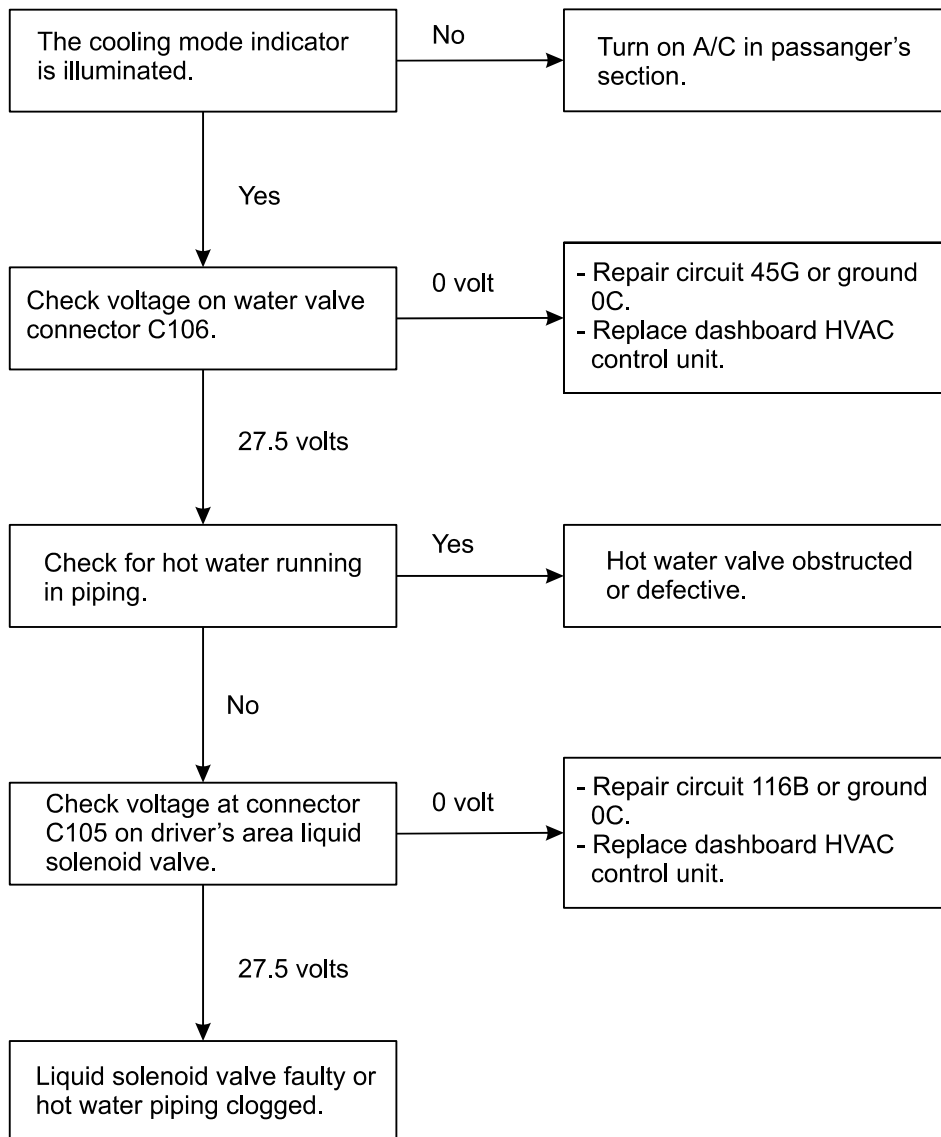 The cooling mode indicator
is illuminated.
No
Turn on A/C in passanger's
section.
Yes
Check voltage on water valve
connector C106.
0 volt
- Repair circuit 45G or ground
0C.
- Replace dashboard HVAC
control unit.
27.5 volts
Check for hot water running
in piping.
Yes
Hot water valve obstructed
or defective.
No
Check voltage at connector
C105 on driver's area liquid
solenoid valve.
0 volt
- Repair circuit 116B or ground
0C.
- Replace dashboard HVAC
control unit.
27.5 volts
Liquid solenoid valve faulty or
hot water piping clogged.